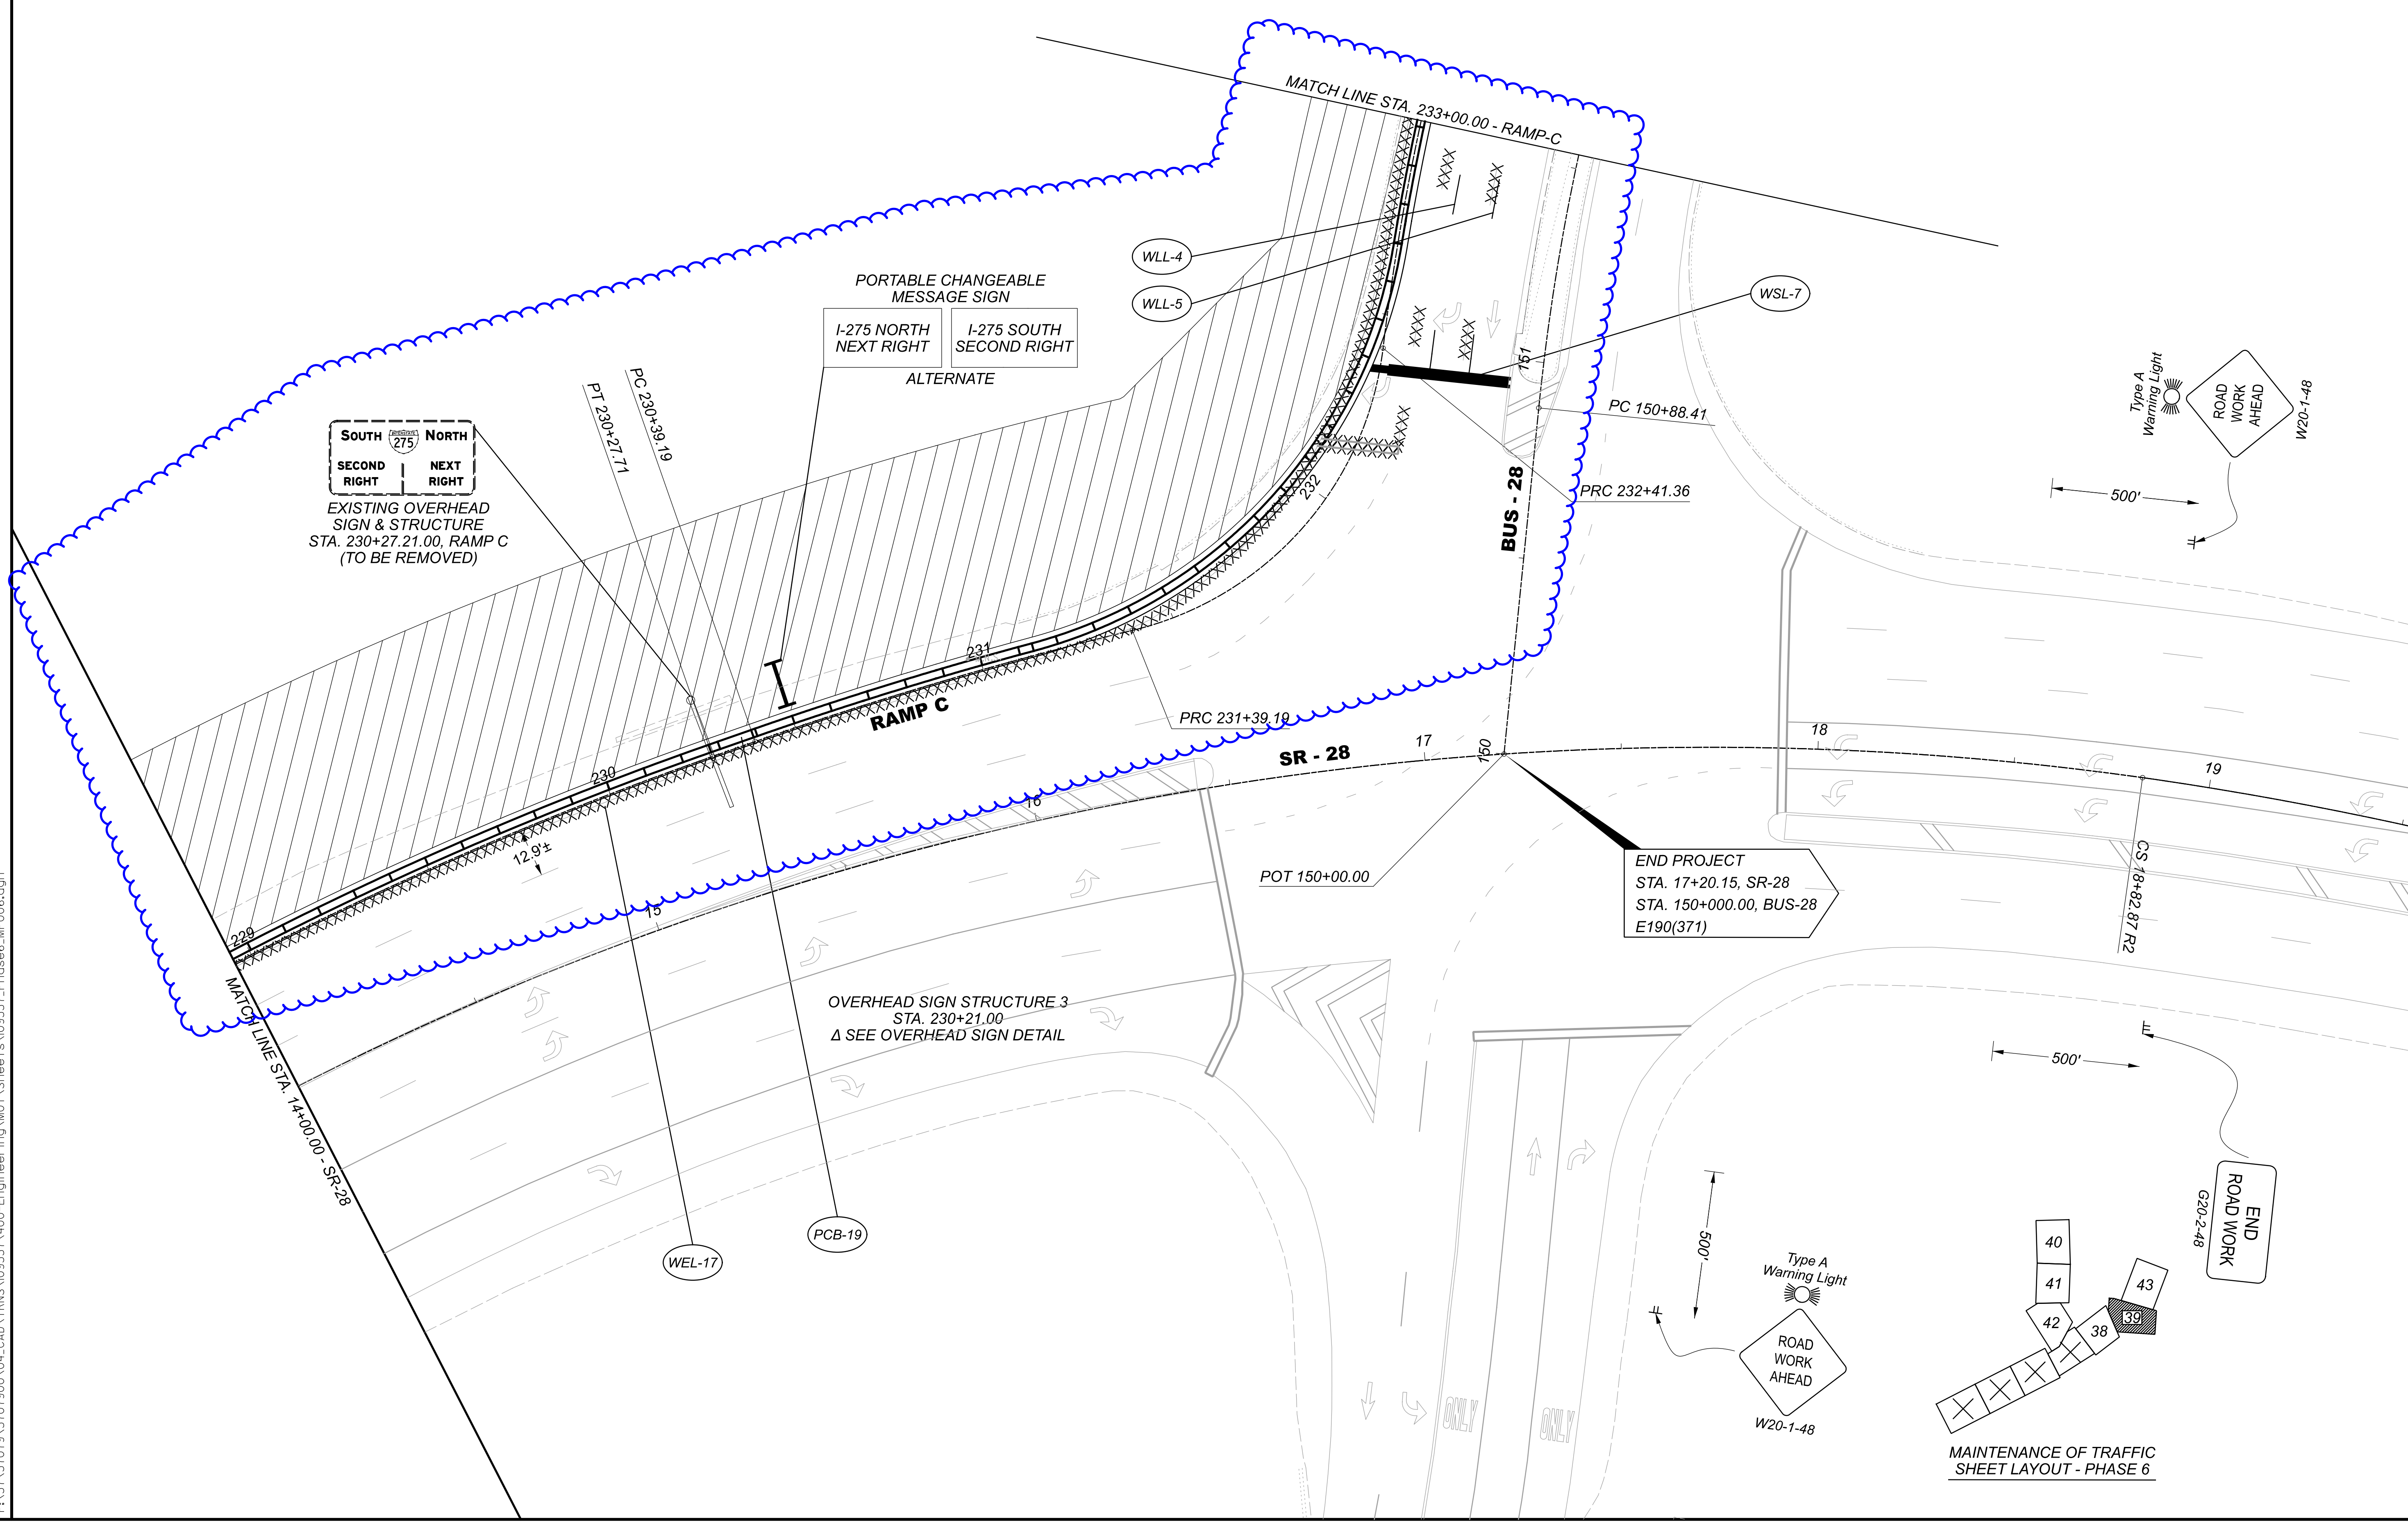 MATCH LINE STA. 233+00.00 - RAMP-C
WLL-4
WLL-5
WSL-7
PORTABLE CHANGEABLE
MESSAGE SIGN
I-275 NORTH
NEXT RIGHT
I-275 SOUTH
SECOND RIGHT
ALTERNATE
PT 230+27.71
PC 230+39.19
SOUTH 275 NORTH
SECOND
RIGHT
NEXT
RIGHT
EXISTING OVERHEAD
SIGN & STRUCTURE
STA. 230+27.21.00, RAMP C
(TO BE REMOVED)
151
PC 150+88.41
PRC 232+41.36
BUS - 28
232
Type A
Warning Light
ROAD
WORK
AHEAD
W20-1-48
500'
231
RAMP C
PRC 231+39.19
230
12.9'±
229
SR - 28
15
16
17
150
18
19
POT 150+00.00
END PROJECT
STA. 17+20.15, SR-28
STA. 150+000.00, BUS-28
E190(371)
CS 18+82.87 R2
MATCH LINE STA. 14+00.00 - SR-28
OVERHEAD SIGN STRUCTURE 3
STA. 230+21.00
Δ SEE OVERHEAD SIGN DETAIL
WEL-17
PCB-19
500'
END
ROAD WORK
G20-2-48
500'
Type A
Warning Light
ROAD
WORK
AHEAD
W20-1-48
ONLY
ONLY
40
41
42
43
39
38
MAINTENANCE OF TRAFFIC
SHEET LAYOUT - PHASE 6